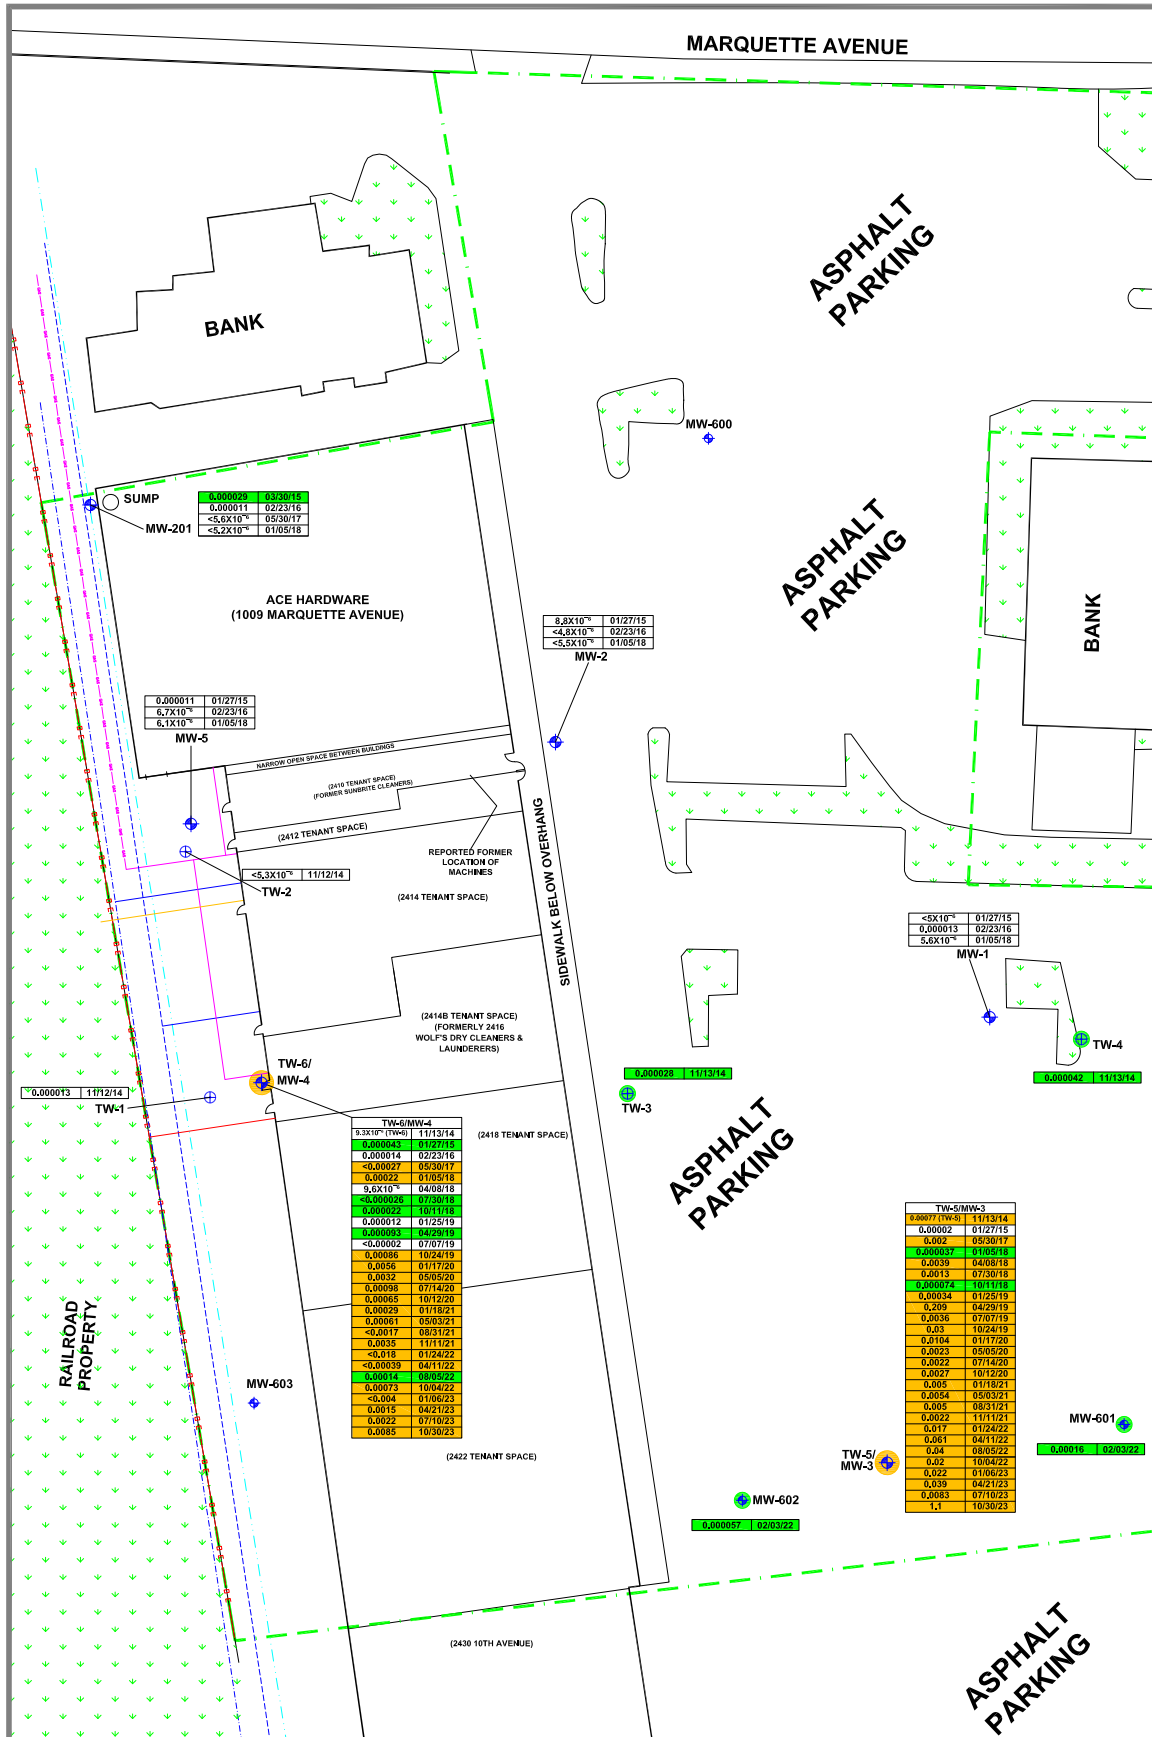 MARQUETTE AVENUE
ASPHALT
PARKING
BANK
MW-600
SUMP
MW-201
0.000029 03/30/15
0.000011 02/23/16
<5.6X10⁻⁶ 05/30/17
<5.2X10⁻⁶ 01/05/18
ASPHALT
PARKING
ACE HARDWARE
(1009 MARQUETTE AVENUE)
BANK
8.8X10⁻⁶ 01/27/15
<4.8X10⁻⁶ 02/23/16
<5.5X10⁻⁶ 01/05/18
MW-2
0.000011 01/27/15
6.7X10⁻⁶ 02/23/16
6.1X10⁻⁶ 01/05/18
MW-5
NARROW OPEN SPACE BETWEEN BUILDINGS
(2410 TENANT SPACE)
(FORMER SUNBRITE CLEANERS)
(2412 TENANT SPACE)
REPORTED FORMER
LOCATION OF
MACHINES
SIDEWALK BELOW OVERHANG
<5.3X10⁻⁶ 11/12/14
TW-2
(2414 TENANT SPACE)
<5X10⁻⁶ 01/27/15
0.000013 02/23/16
5.6X10⁻⁶ 01/05/18
MW-1
(2414B TENANT SPACE)
(FORMERLY 2416
WOLF'S DRY CLEANERS &
LAUNDERERS)
TW-4
0.000042 11/13/14
TW-6/
MW-4
0.000028 11/13/14
TW-3
0.000013 11/12/14
TW-1
TW-6/MW-4
9.3X10⁻⁶ (TW-6) 11/13/14
0.000043 01/27/15
0.000014 02/23/16
<0.00027 05/30/17
0.00022 01/05/18
9.6X10⁻⁶ 04/08/18
<0.000026 07/30/18
0.000022 10/11/18
0.000012 01/25/19
0.000093 04/29/19
<0.00002 07/07/19
0.00086 10/24/19
0.0056 01/17/20
0.0032 05/05/20
0.00098 07/14/20
0.00065 10/12/20
0.00029 01/18/21
0.00061 05/03/21
<0.0017 08/31/21
0.0035 11/11/21
<0.018 01/24/22
<0.00039 04/11/22
0.00014 08/05/22
0.00073 10/04/22
<0.004 01/06/23
0.0015 04/21/23
0.0022 07/10/23
0.0085 10/30/23
(2418 TENANT SPACE)
ASPHALT
PARKING
TW-5/MW-3
0.00077 (TW-5) 11/13/14
0.00002 01/27/15
0.002 05/30/17
0.000037 01/05/18
0.0039 04/08/18
0.0013 07/30/18
0.000074 10/11/18
0.00034 01/25/19
0.209 04/29/19
0.0036 07/07/19
0.03 10/24/19
0.0104 01/17/20
0.0023 05/05/20
0.0022 07/14/20
0.0027 10/12/20
0.005 01/18/21
0.0054 05/03/21
0.005 08/31/21
0.0022 11/11/21
0.017 01/24/22
0.061 04/11/22
0.04 08/05/22
0.02 10/04/22
0.022 01/06/23
0.039 04/21/23
0.0083 07/10/23
1.1 10/30/23
RAILROAD
PROPERTY
MW-603
MW-601
0.00016 02/03/22
TW-5/
MW-3
(2422 TENANT SPACE)
MW-602
0.000057 02/03/22
(2430 10TH AVENUE)
ASPHALT
PARKING